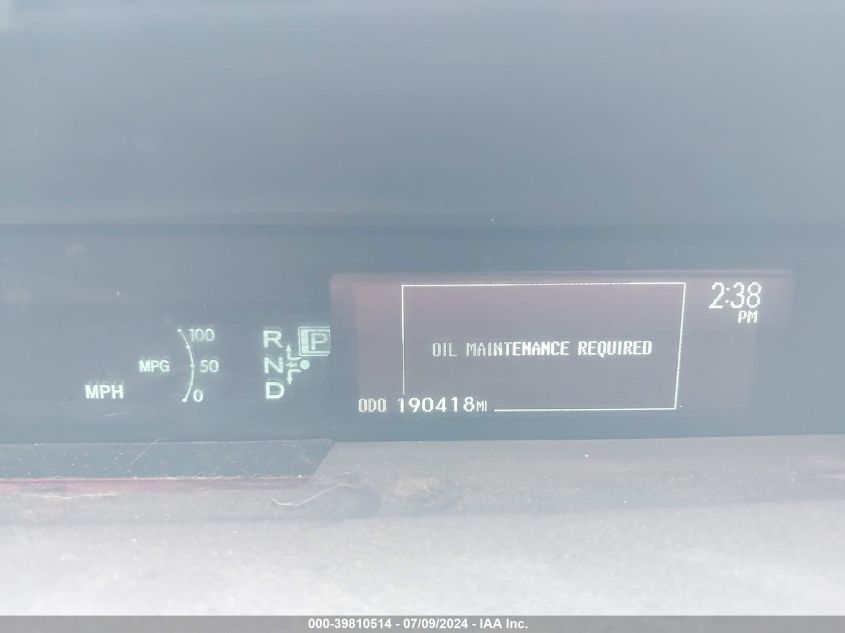 2:38
PM
100
R P
OIL MAINTENANCE REQUIRED
MPG 50 N
MPH 0 D
ODO 190418MI
000-39810514 - 07/09/2024 - IAA Inc.